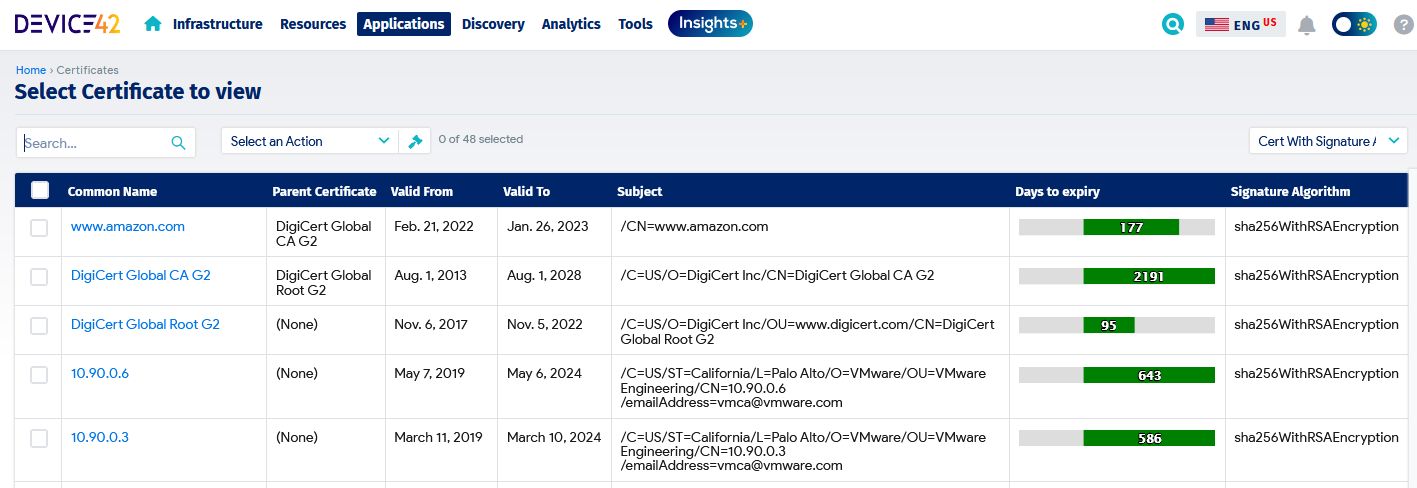 DEVICE42 Infrastructure Resources Applications Discovery Analytics Tools Insights+ ENG US ?
Home › Certificates
Select Certificate to view
Search... Select an Action 0 of 48 selected Cert With Signature A
Common Name Parent Certificate Valid From Valid To Subject Days to expiry Signature Algorithm
www.amazon.com DigiCert Global Feb. 21, 2022 Jan. 26, 2023 /CN=www.amazon.com 177 sha256WithRSAEncryption
CA G2
DigiCert Global CA G2 DigiCert Global Aug. 1, 2013 Aug. 1, 2028 /C=US/O=DigiCert Inc/CN=DigiCert Global CA G2 2191 sha256WithRSAEncryption
Root G2
DigiCert Global Root G2 (None) Nov. 6, 2017 Nov. 5, 2022 /C=US/O=DigiCert Inc/OU=www.digicert.com/CN=DigiCert 95 sha256WithRSAEncryption
Global Root G2
10.90.0.6 (None) May 7, 2019 May 6, 2024 /C=US/ST=California/L=Palo Alto/O=VMware/OU=VMware 643 sha256WithRSAEncryption
Engineering/CN=10.90.0.6
/emailAddress=vmca@vmware.com
10.90.0.3 (None) March 11, 2019 March 10, 2024 /C=US/ST=California/L=Palo Alto/O=VMware/OU=VMware 586 sha256WithRSAEncryption
Engineering/CN=10.90.0.3
/emailAddress=vmca@vmware.com